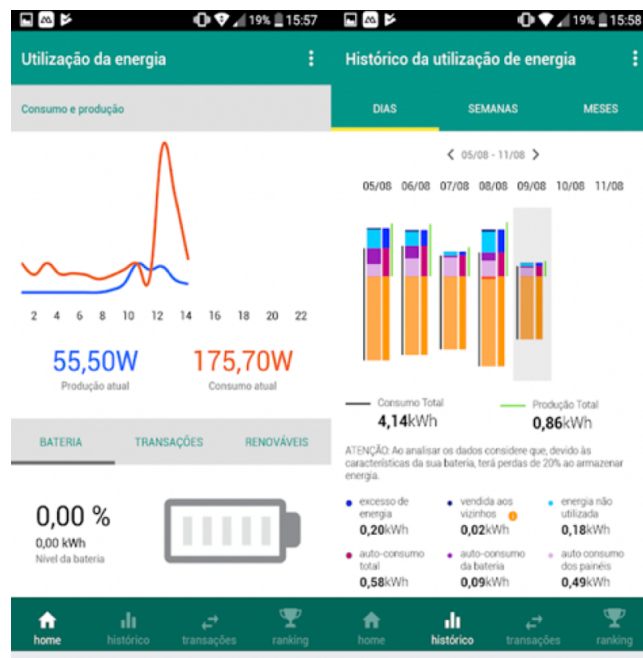 19% 15:57
Utilização da energia
Consumo e produção
2 4 6 8 10 12 14 16 18 20 22
55,50W 175,70W
Produção atual Consumo atual
BATERIA TRANSAÇÕES RENOVÁVEIS
0,00 %
0,00 kWh
Nível da bateria
home histórico transações ranking
19% 15:58
Histórico da utilização de energia
DIAS SEMANAS MESES
05/08 - 11/08
05/08 06/08 07/08 08/08 09/08 10/08 11/08
Consumo Total Produção Total
4,14kWh 0,86kWh
ATENÇÃO: Ao analisar os dados considere que, devido às
características da sua bateria, terá perdas de 20% ao armazenar
energia.
excesso de vendida aos energia não
energia vizinhos utilizada
0,20kWh 0,02kWh 0,18kWh
auto-consumo auto-consumo auto consumo
total da bateria dos painéis
0,58kWh 0,09kWh 0,49kWh
home histórico transações ranking